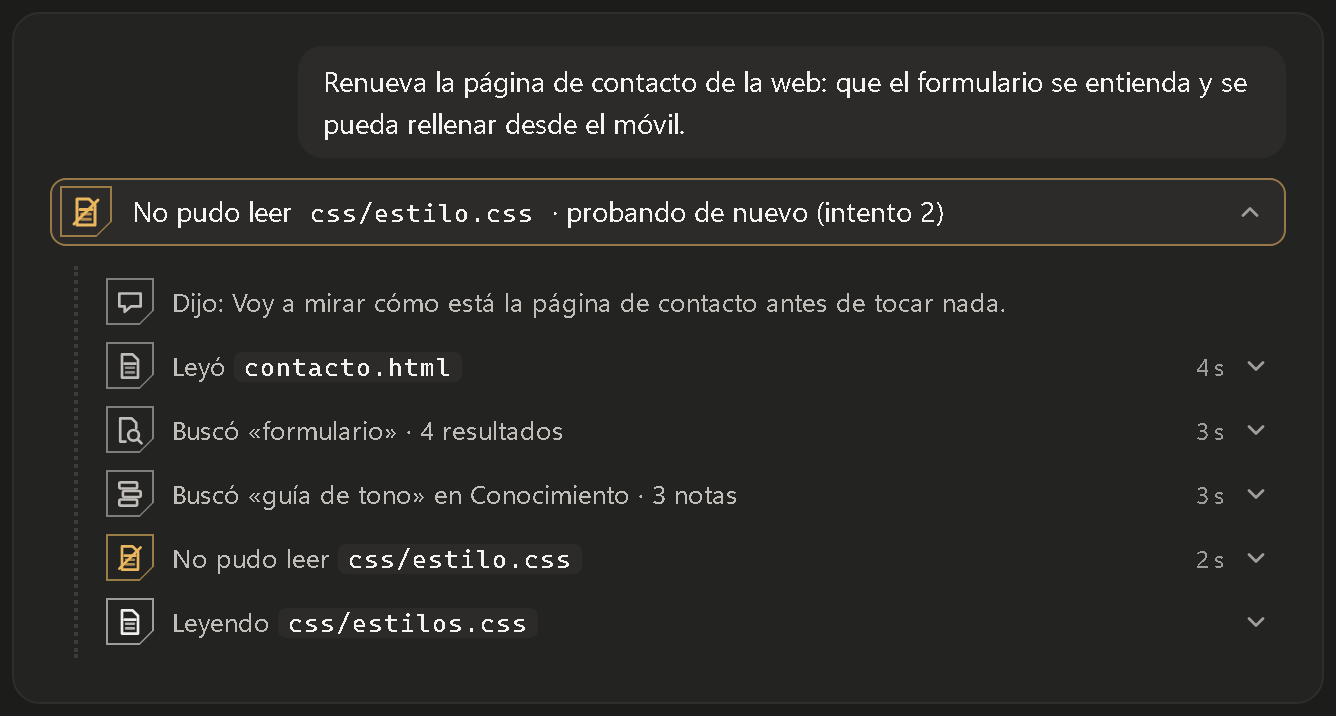 Renueva la página de contacto de la web: que el formulario se entienda y se
pueda rellenar desde el móvil.
No pudo leer css/estilo.css · probando de nuevo (intento 2)
Dijo: Voy a mirar cómo está la página de contacto antes de tocar nada.
Leyó contacto.html 4 s
Buscó «formulario» · 4 resultados 3 s
Buscó «guía de tono» en Conocimiento · 3 notas 3 s
No pudo leer css/estilo.css 2 s
Leyendo css/estilos.css